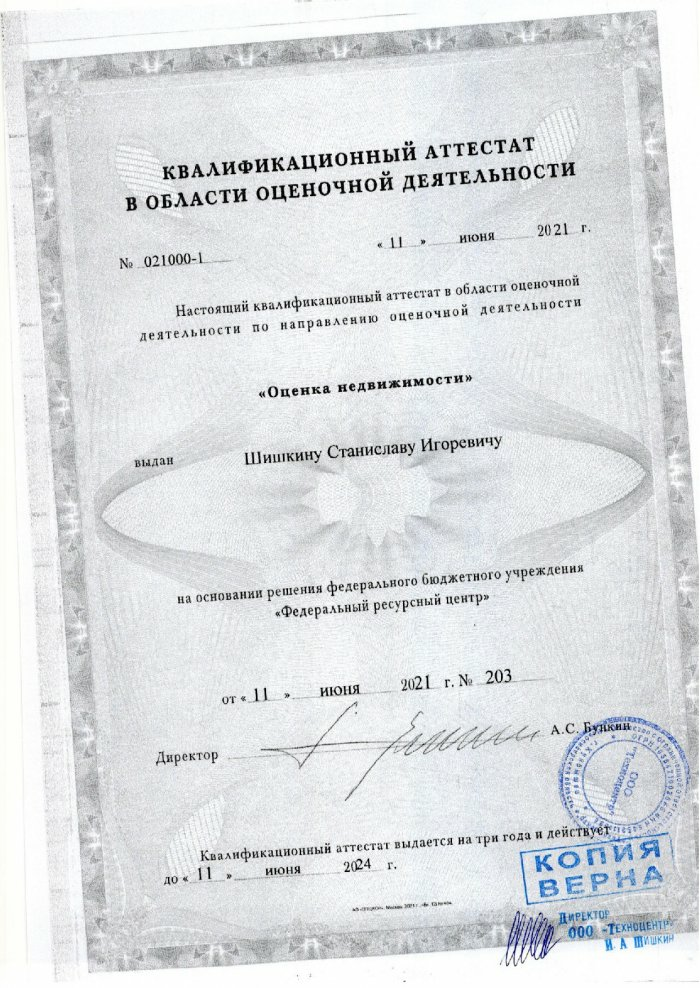 КВАЛИФИКАЦИОННЫЙ АТТЕСТАТ
В ОБЛАСТИ ОЦЕНОЧНОЙ ДЕЯТЕЛЬНОСТИ
№ 021000-1 « 11 » июня 2021 г.
Настоящий квалификационный аттестат в области оценочной
деятельности по направлению оценочной деятельности
«Оценка недвижимости»
выдан Шишкину Станиславу Игоревичу
на основании решения федерального бюджетного учреждения
«Федеральный ресурсный центр»
от « 11 » июня 2021 г. № 203
Директор А.С. Бункин
ООО
"Техноцентр"
Квалификационный аттестат выдается на три года и действует
до « 11 » июня 2024 г.
КОПИЯ
ВЕРНА
ДИРЕКТОР
ООО «ТЕХНОЦЕНТР»
И. А ШИШКИН